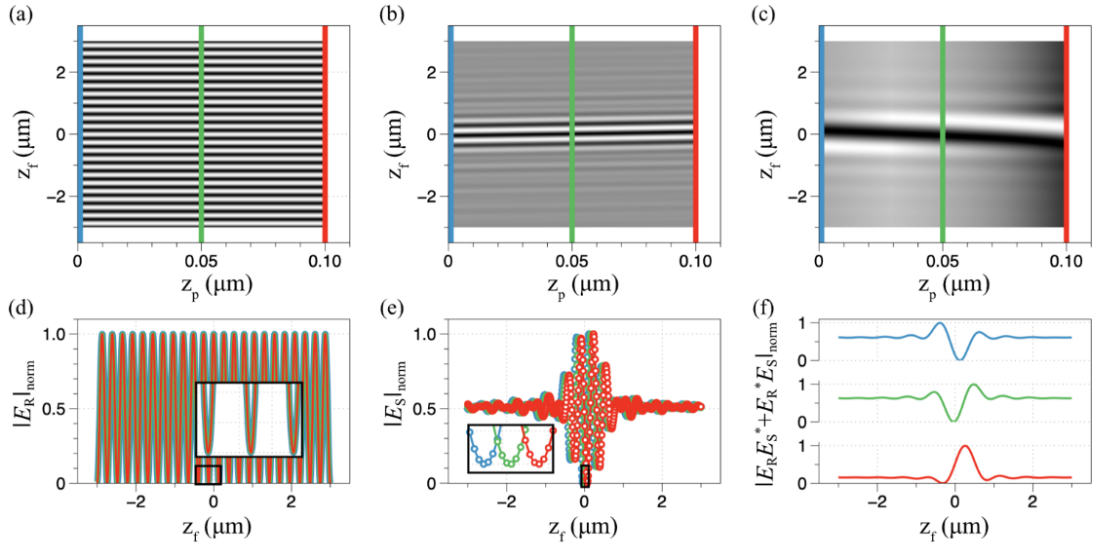 (a)
(b)
(c)
z_f (μm)
2
0
−2
0
0.05
0.10
z_p (μm)
z_f (μm)
2
0
−2
0
0.05
0.10
z_p (μm)
z_f (μm)
2
0
−2
0
0.05
0.10
z_p (μm)
(d)
(e)
(f)
|E_R|_norm
1.0
0.5
0
−2
0
2
z_f (μm)
|E_S|_norm
1.0
0.5
0
−2
0
2
z_f (μm)
|E_R E_S^*+E_R^* E_S|_norm
1
0
1
0
1
0
−2
0
2
z_f (μm)